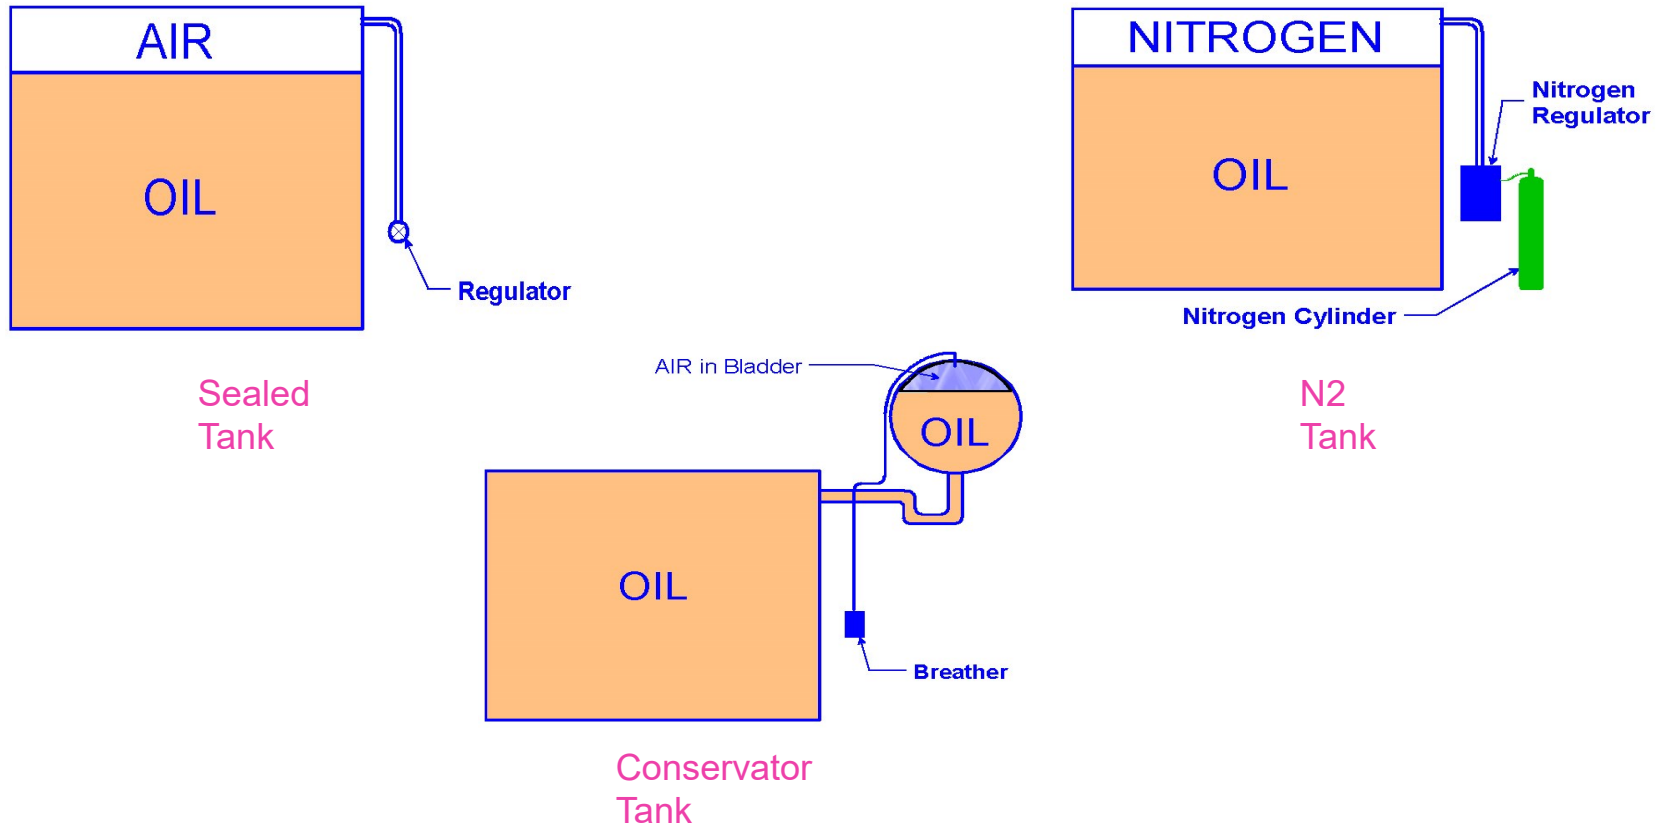 AIR
OIL
Regulator
Sealed
Tank
NITROGEN
OIL
Nitrogen
Regulator
Nitrogen Cylinder
N2
Tank
AIR in Bladder
OIL
OIL
Breather
Conservator
Tank